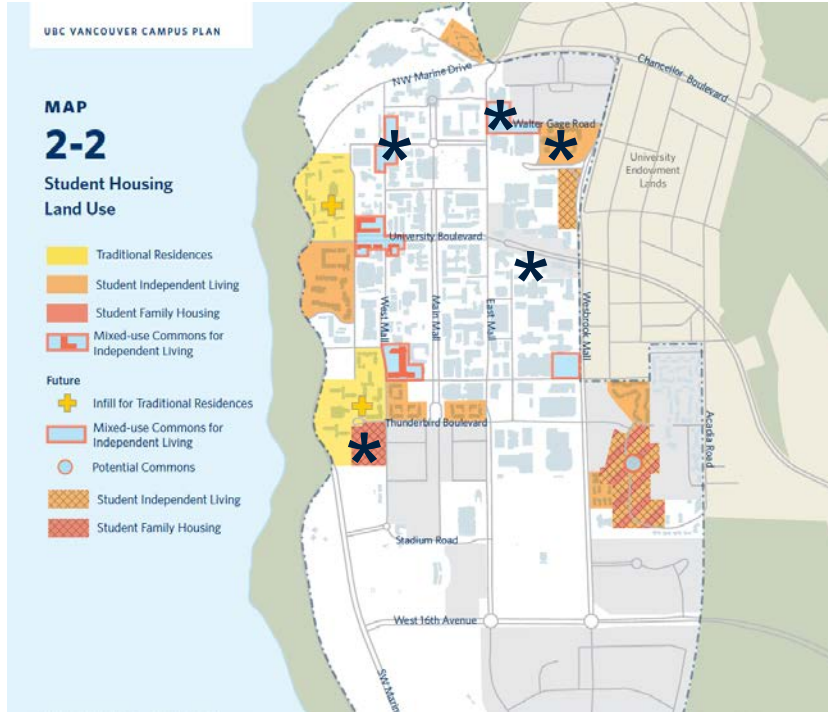 UBC VANCOUVER CAMPUS PLAN
MAP
2-2
Student Housing
Land Use
Traditional Residences
Student Independent Living
Student Family Housing
Mixed-use Commons for
Independent Living
Future
Infill for Traditional Residences
Mixed-use Commons for
Independent Living
Potential Commons
Student Independent Living
Student Family Housing
NW Marine Drive
Chancellor Boulevard
*
*
Walter Gage Road
*
University
Endowment
Lands
University Boulevard
*
West Mall
Main Mall
East Mall
Wesbrook Mall
Acadia Road
Thunderbird Boulevard
*
Stadium Road
West 16th Avenue
SW Marine